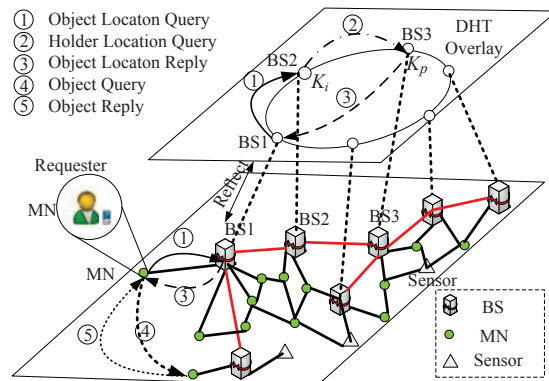 ① Object Locaton Query
② Holder Location Query
③ Object Locaton Reply
④ Object Query
⑤ Object Reply
BS3
DHT
Overlay
BS2
②
K_i
K_p
①
③
BS1
Requester
MN
Reflect
BS1
BS2
BS3
①
MN
③
Sensor
⑤
④
BS
MN
Sensor